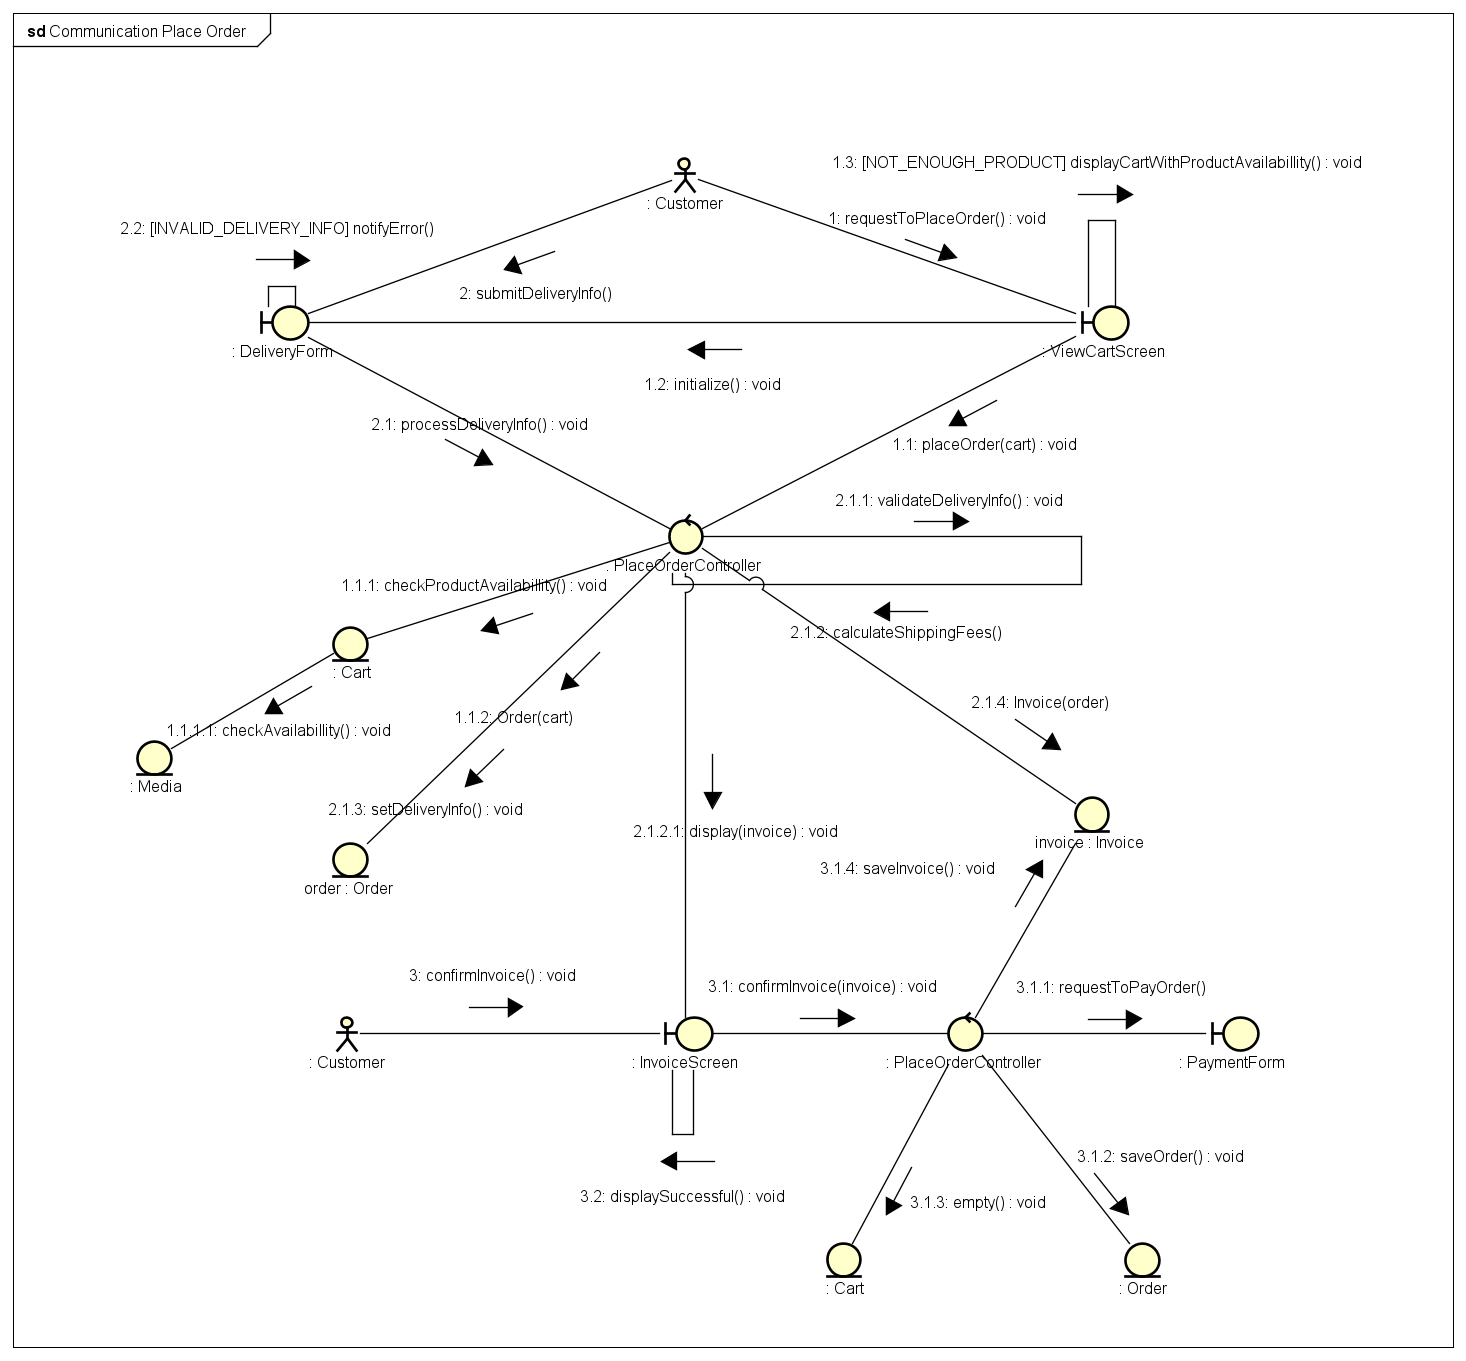 sd Communication Place Order
1.3: [NOT_ENOUGH_PRODUCT] displayCartWithProductAvailabillity() : void
: Customer
1: requestToPlaceOrder() : void
2.2: [INVALID_DELIVERY_INFO] notifyError()
2: submitDeliveryInfo()
: DeliveryForm
: ViewCartScreen
1.2: initialize() : void
2.1: processDeliveryInfo() : void
1.1: placeOrder(cart) : void
2.1.1: validateDeliveryInfo() : void
: PlaceOrderController
1.1.1: checkProductAvailabillity() : void
2.1.2: calculateShippingFees()
: Cart
2.1.4: Invoice(order)
1.1.2: Order(cart)
1.1.1.1: checkAvailabillity() : void
: Media
2.1.3: setDeliveryInfo() : void
2.1.2.1: display(invoice) : void
invoice : Invoice
3.1.4: saveInvoice() : void
order : Order
3: confirmInvoice() : void
3.1: confirmInvoice(invoice) : void
3.1.1: requestToPayOrder()
: Customer
: InvoiceScreen
: PlaceOrderController
: PaymentForm
3.1.2: saveOrder() : void
3.2: displaySuccessful() : void
3.1.3: empty() : void
: Cart
: Order